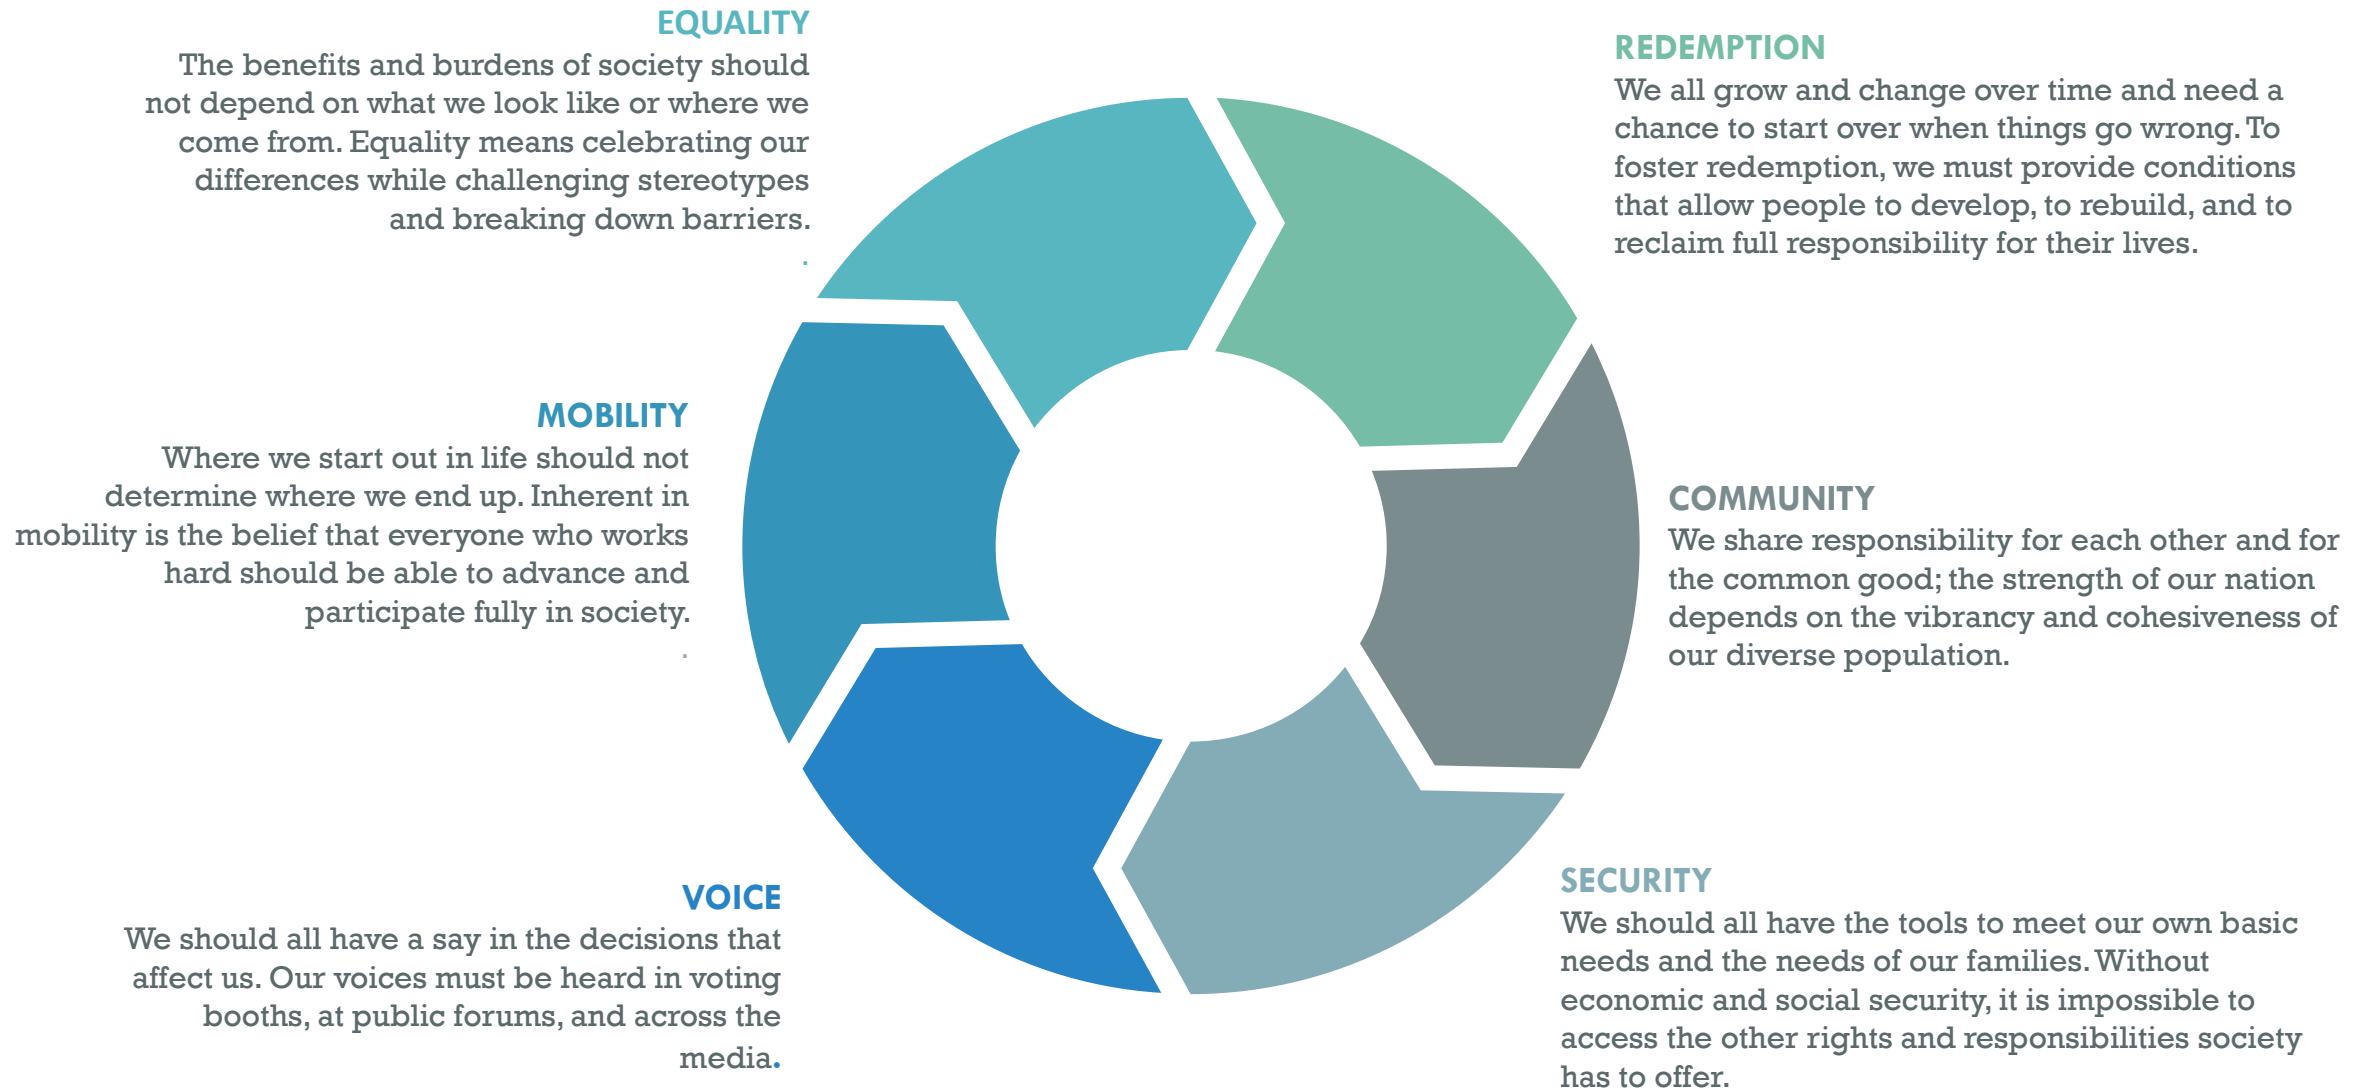 EQUALITY
The benefits and burdens of society should
not depend on what we look like or where we
come from. Equality means celebrating our
differences while challenging stereotypes
and breaking down barriers.
.
REDEMPTION
We all grow and change over time and need a
chance to start over when things go wrong. To
foster redemption, we must provide conditions
that allow people to develop, to rebuild, and to
reclaim full responsibility for their lives.
MOBILITY
Where we start out in life should not
determine where we end up. Inherent in
mobility is the belief that everyone who works
hard should be able to advance and
participate fully in society.
.
COMMUNITY
We share responsibility for each other and for
the common good; the strength of our nation
depends on the vibrancy and cohesiveness of
our diverse population.
VOICE
We should all have a say in the decisions that
affect us. Our voices must be heard in voting
booths, at public forums, and across the
media.
SECURITY
We should all have the tools to meet our own basic
needs and the needs of our families. Without
economic and social security, it is impossible to
access the other rights and responsibilities society
has to offer.